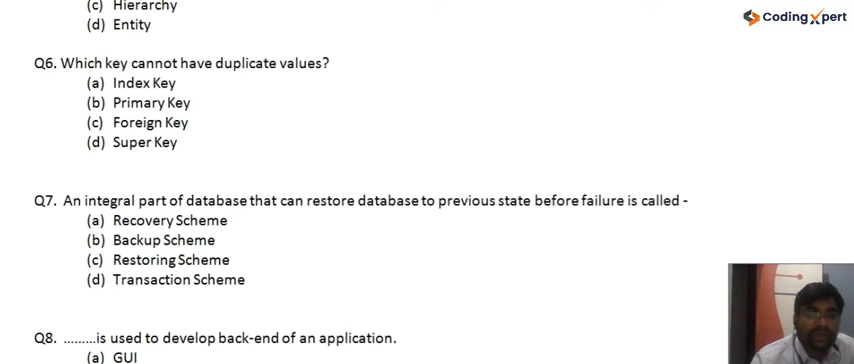 (c) Hierarchy
(d) Entity
Coding Xpert
Q6. Which key cannot have duplicate values?
(a) Index Key
(b) Primary Key
(c) Foreign Key
(d) Super Key
Q7. An integral part of database that can restore database to previous state before failure is called -
(a) Recovery Scheme
(b) Backup Scheme
(c) Restoring Scheme
(d) Transaction Scheme
Q8. .........is used to develop back-end of an application.
(a) GUI